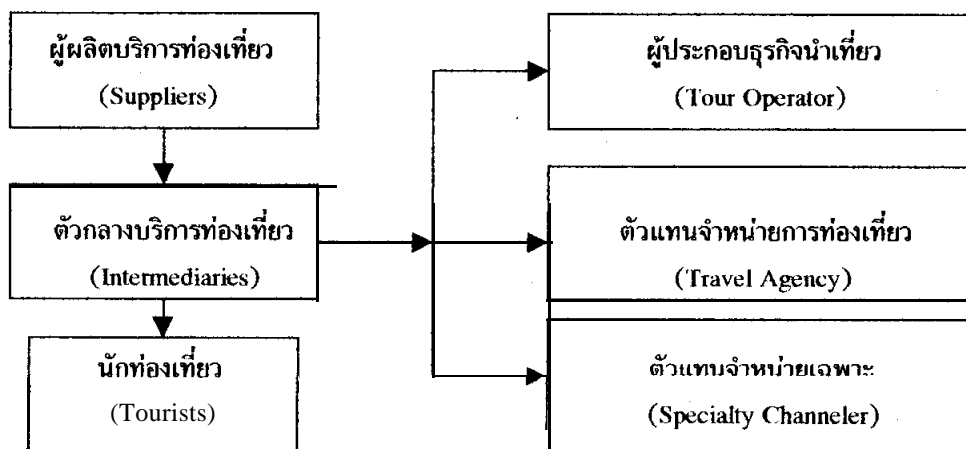 ผู้ผลิตบริการท่องเที่ยว
(Suppliers)
ผู้ประกอบธุรกิจนำเที่ยว
(Tour Operator)
ตัวกลางบริการท่องเที่ยว
(Intermediaries)
ตัวแทนจำหน่ายการท่องเที่ยว
(Travel Agency)
นักท่องเที่ยว
(Tourists)
ตัวแทนจำหน่ายเฉพาะ
(Specialty Channeler)